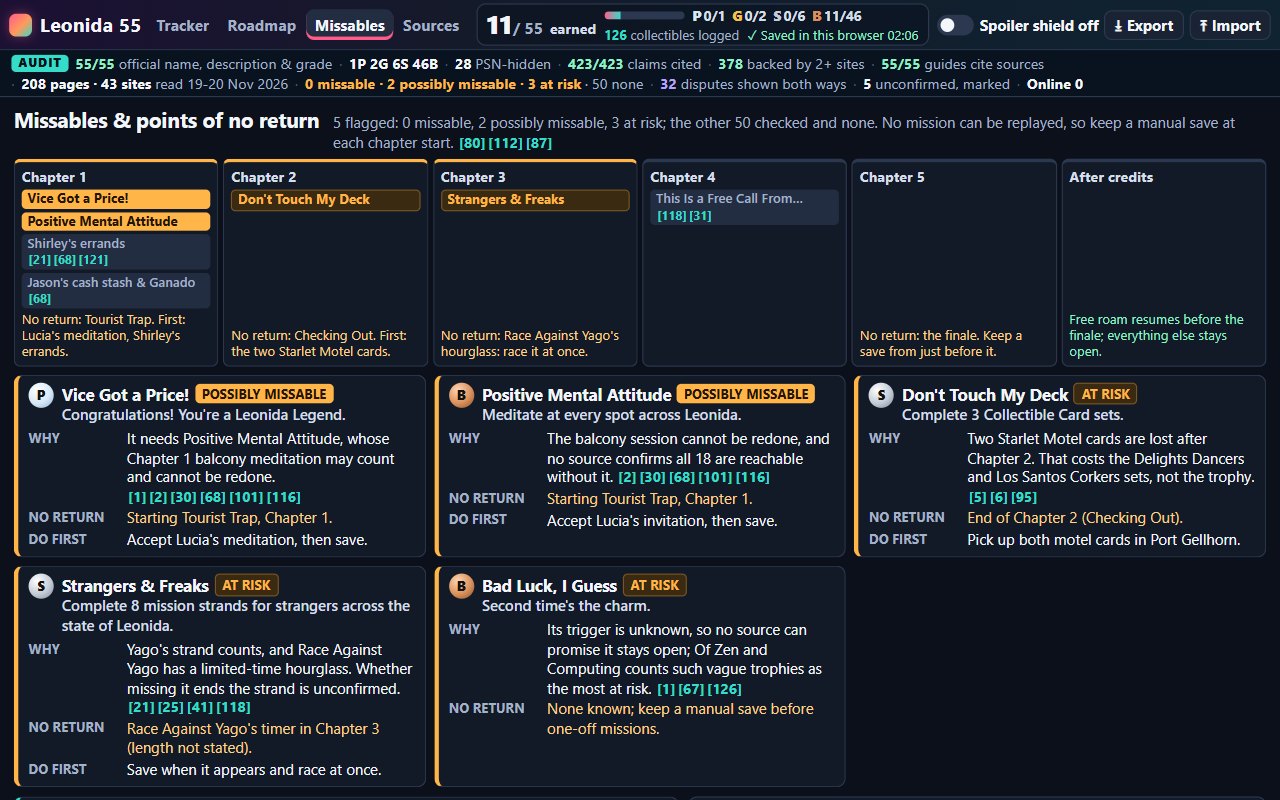 Leonida 55 Tracker Roadmap Missables Sources
11 / 55 earned P 0/1 G 0/2 S 0/6 B 11/46
126 collectibles logged ✓ Saved in this browser 02:06
Spoiler shield off Export Import
AUDIT 55/55 official name, description & grade · 1P 2G 6S 46B · 28 PSN-hidden · 423/423 claims cited · 378 backed by 2+ sites · 55/55 guides cite sources
· 208 pages · 43 sites read 19-20 Nov 2026 · 0 missable · 2 possibly missable · 3 at risk · 50 none · 32 disputes shown both ways · 5 unconfirmed, marked · Online 0
Missables & points of no return
5 flagged: 0 missable, 2 possibly missable, 3 at risk; the other 50 checked and none. No mission can be replayed, so keep a manual save at
each chapter start. [80] [112] [87]
Chapter 1
Vice Got a Price!
Positive Mental Attitude
Shirley's errands
[21] [68] [121]
Jason's cash stash & Ganado
[68]
No return: Tourist Trap. First:
Lucia's meditation, Shirley's
errands.
Chapter 2
Don't Touch My Deck
No return: Checking Out. First:
the two Starlet Motel cards.
Chapter 3
Strangers & Freaks
No return: Race Against Yago's
hourglass: race it at once.
Chapter 4
This Is a Free Call From...
[118] [31]
Chapter 5
No return: the finale. Keep a
save from just before it.
After credits
Free roam resumes before the
finale; everything else stays
open.
P Vice Got a Price! POSSIBLY MISSABLE
Congratulations! You're a Leonida Legend.
WHY It needs Positive Mental Attitude, whose
Chapter 1 balcony meditation may count
and cannot be redone.
[1] [2] [30] [68] [101] [116]
NO RETURN Starting Tourist Trap, Chapter 1.
DO FIRST Accept Lucia's meditation, then save.
B Positive Mental Attitude POSSIBLY MISSABLE
Meditate at every spot across Leonida.
WHY The balcony session cannot be redone, and
no source confirms all 18 are reachable
without it. [2] [30] [68] [101] [116]
NO RETURN Starting Tourist Trap, Chapter 1.
DO FIRST Accept Lucia's invitation, then save.
S Don't Touch My Deck AT RISK
Complete 3 Collectible Card sets.
WHY Two Starlet Motel cards are lost after
Chapter 2. That costs the Delights Dancers
and Los Santos Corkers sets, not the trophy.
[5] [6] [95]
NO RETURN End of Chapter 2 (Checking Out).
DO FIRST Pick up both motel cards in Port Gellhorn.
S Strangers & Freaks AT RISK
Complete 8 mission strands for strangers across the
state of Leonida.
WHY Yago's strand counts, and Race Against
Yago has a limited-time hourglass. Whether
missing it ends the strand is unconfirmed.
[21] [25] [41] [118]
NO RETURN Race Against Yago's timer in Chapter 3
(length not stated).
DO FIRST Save when it appears and race at once.
B Bad Luck, I Guess AT RISK
Second time's the charm.
WHY Its trigger is unknown, so no source can
promise it stays open; Of Zen and
Computing counts such vague trophies as
the most at risk. [1] [67] [126]
NO RETURN None known; keep a manual save before
one-off missions.